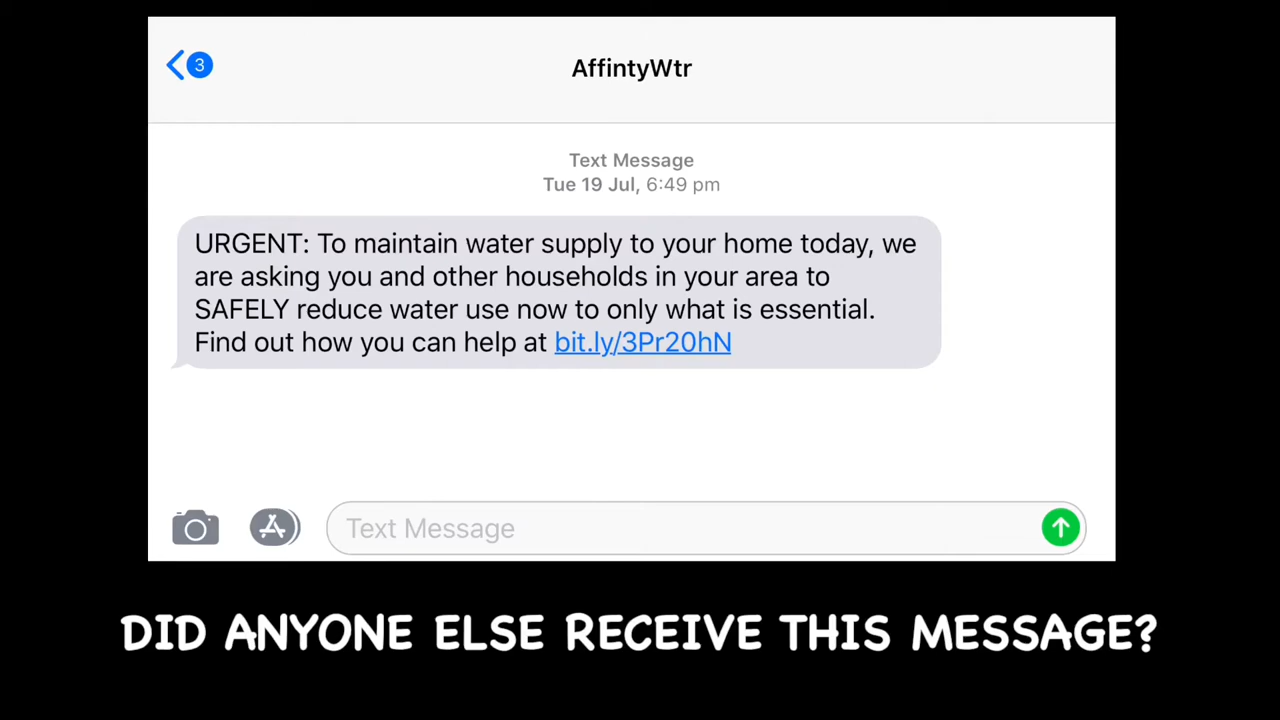 3
AffintyWtr
Text Message
Tue 19 Jul, 6:49 pm
URGENT: To maintain water supply to your home today, we
are asking you and other households in your area to
SAFELY reduce water use now to only what is essential.
Find out how you can help at bit.ly/3Pr20hN
Text Message
DID ANYONE ELSE RECEIVE THIS MESSAGE?